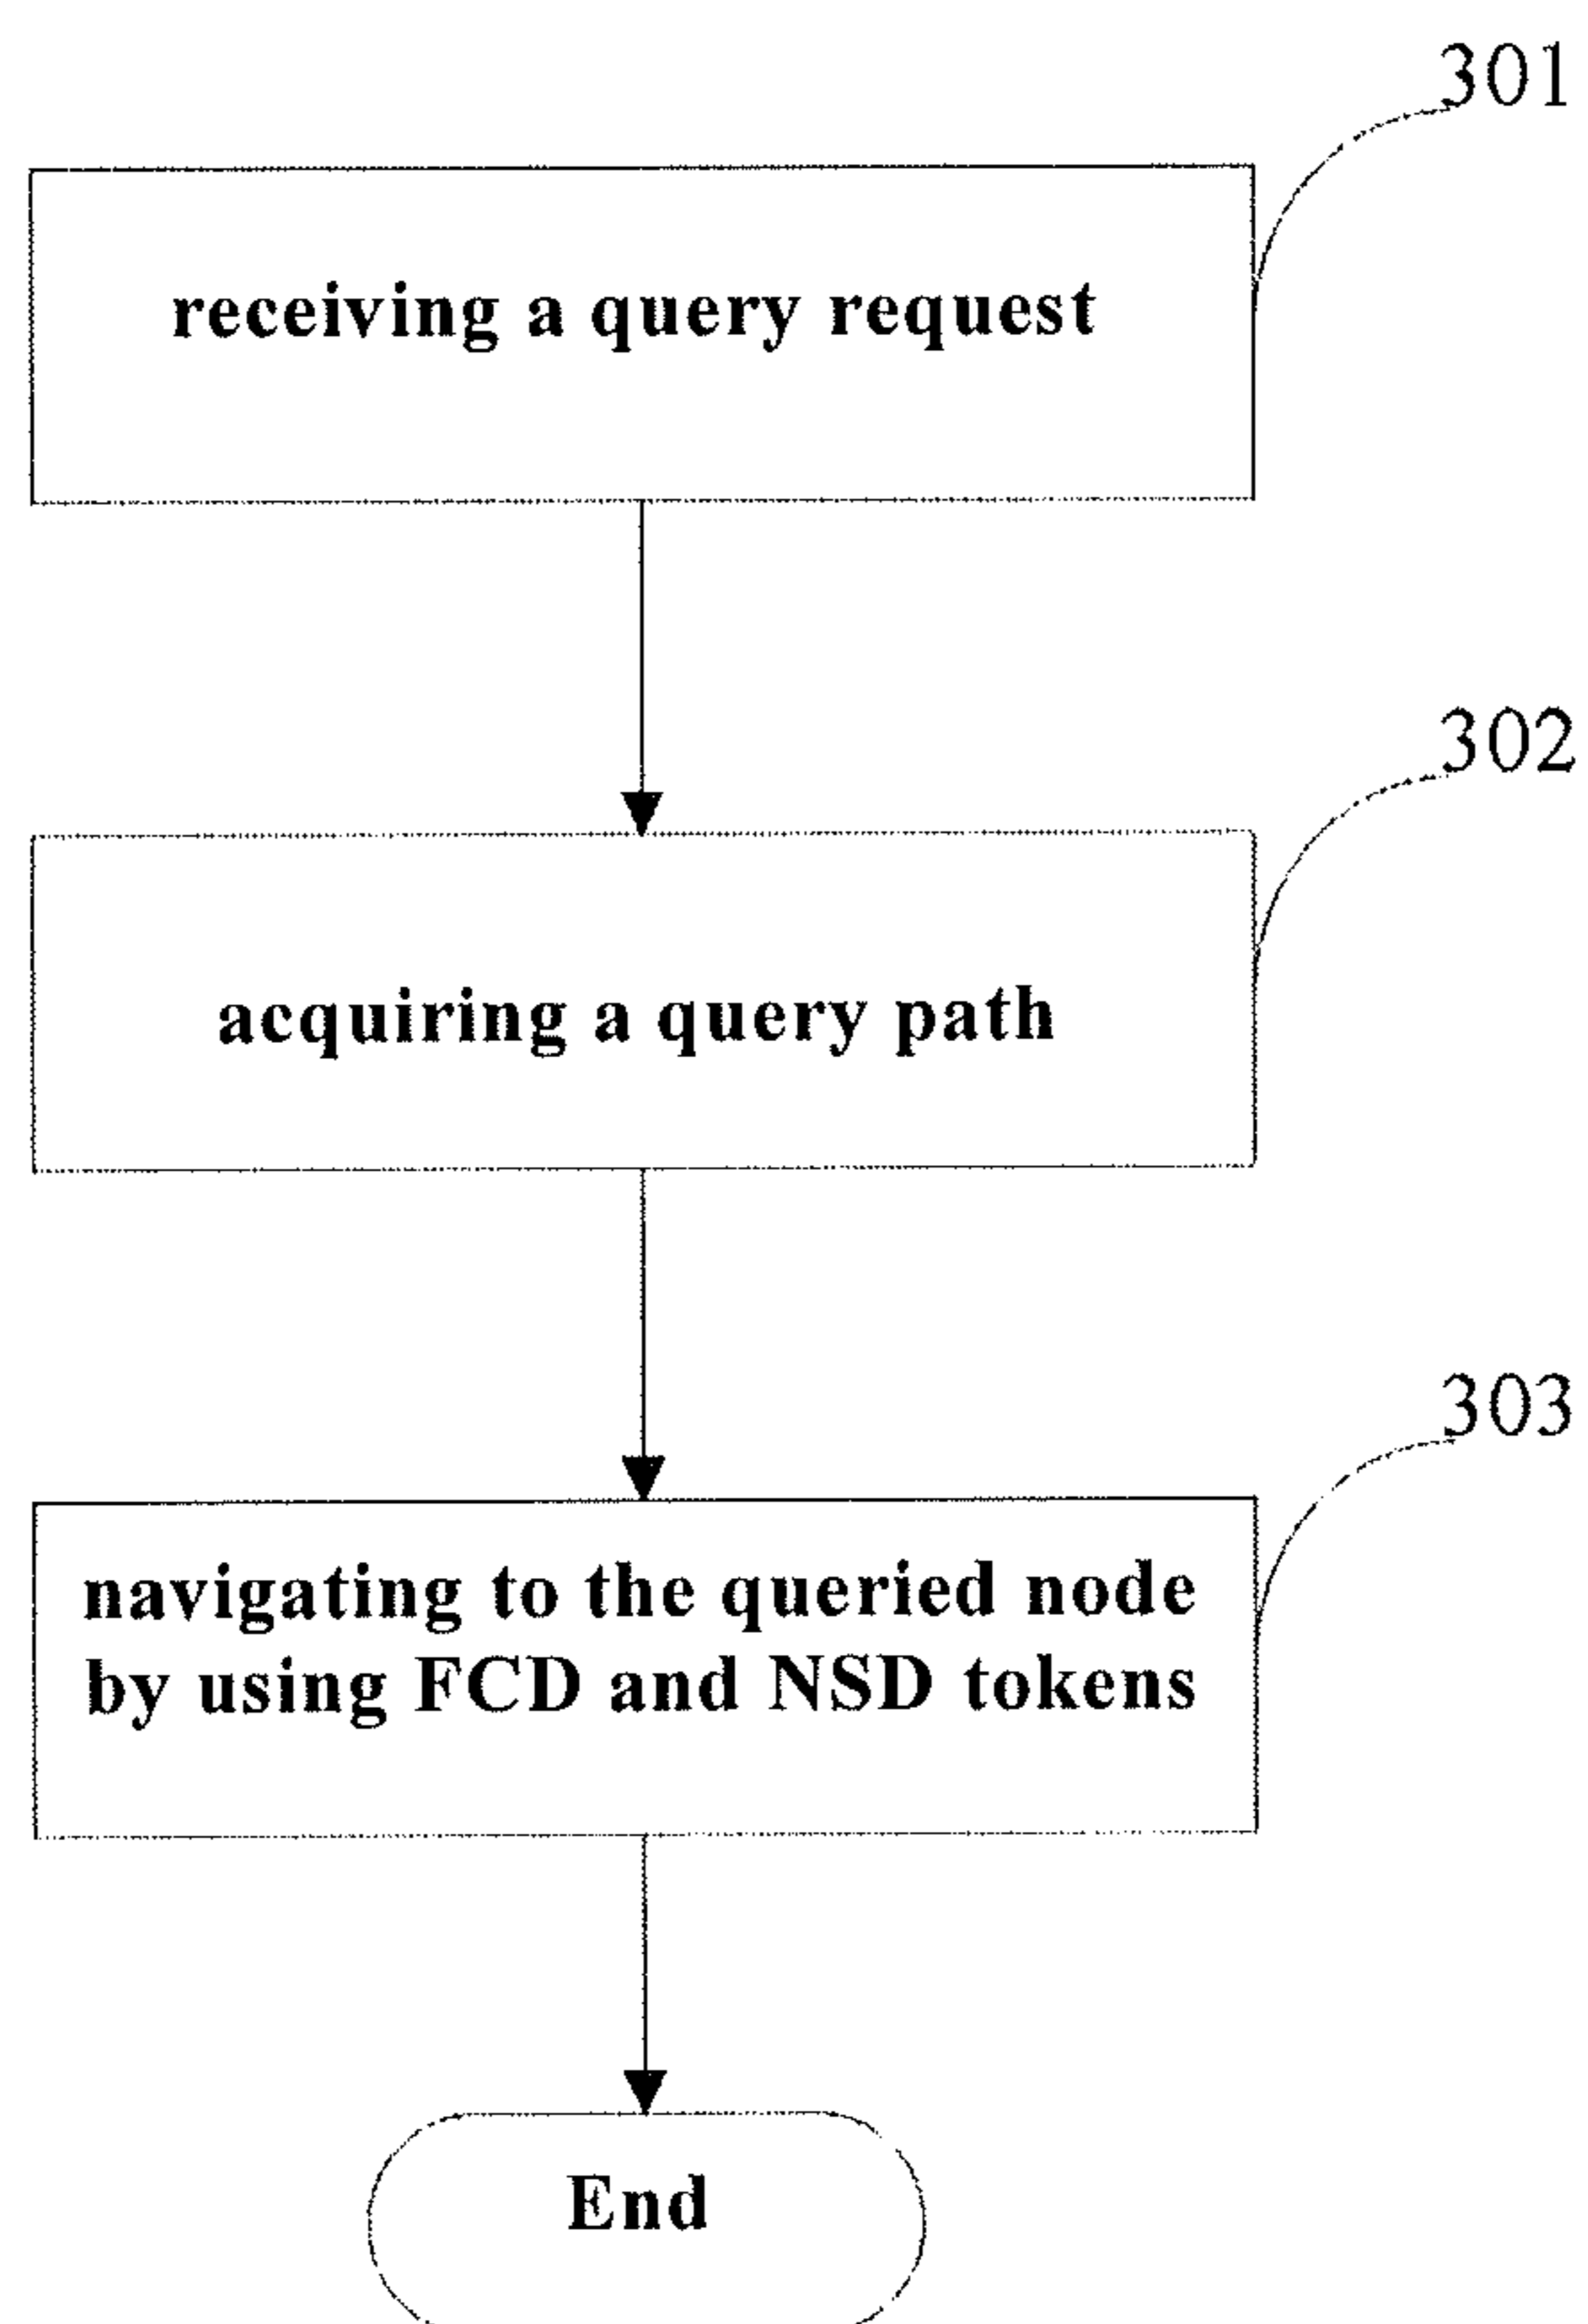 301
receiving a query request
302
acquiring a query path
303
navigating to the queried node
by using FCD and NSD tokens
End